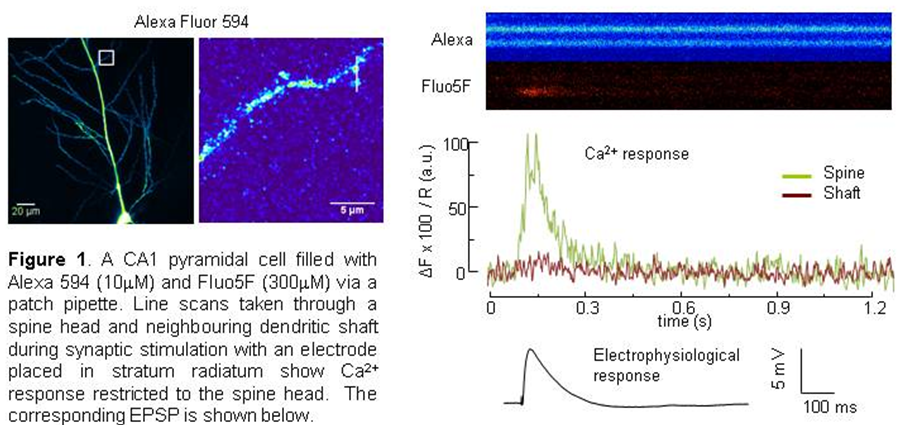 Alexa Fluor 594
20 µm
5 µm
Figure 1. A CA1 pyramidal cell filled with
Alexa 594 (10µM) and Fluo5F (300µM) via a
patch pipette. Line scans taken through a
spine head and neighbouring dendritic shaft
during synaptic stimulation with an electrode
placed in stratum radiatum show Ca²⁺
response restricted to the spine head. The
corresponding EPSP is shown below.
Alexa
Fluo5F
ΔF x 100 / R (a.u.)
100
50
0
Ca²⁺ response
Spine
Shaft
0 0.3 0.6 0.9 1.2
time (s)
Electrophysiological
response
5 mV
100 ms